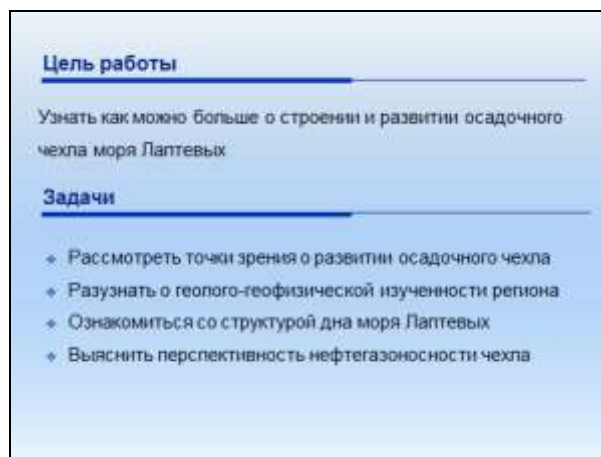 Цель работы
Узнать как можно больше о строении и развитии осадочного
чехла моря Лаптевых
Задачи
Рассмотреть точки зрения о развитии осадочного чехла
Разузнать о геолого-геофизической изученности региона
Ознакомиться со структурой дна моря Лаптевых
Выяснить перспективность нефтегазоносности чехла